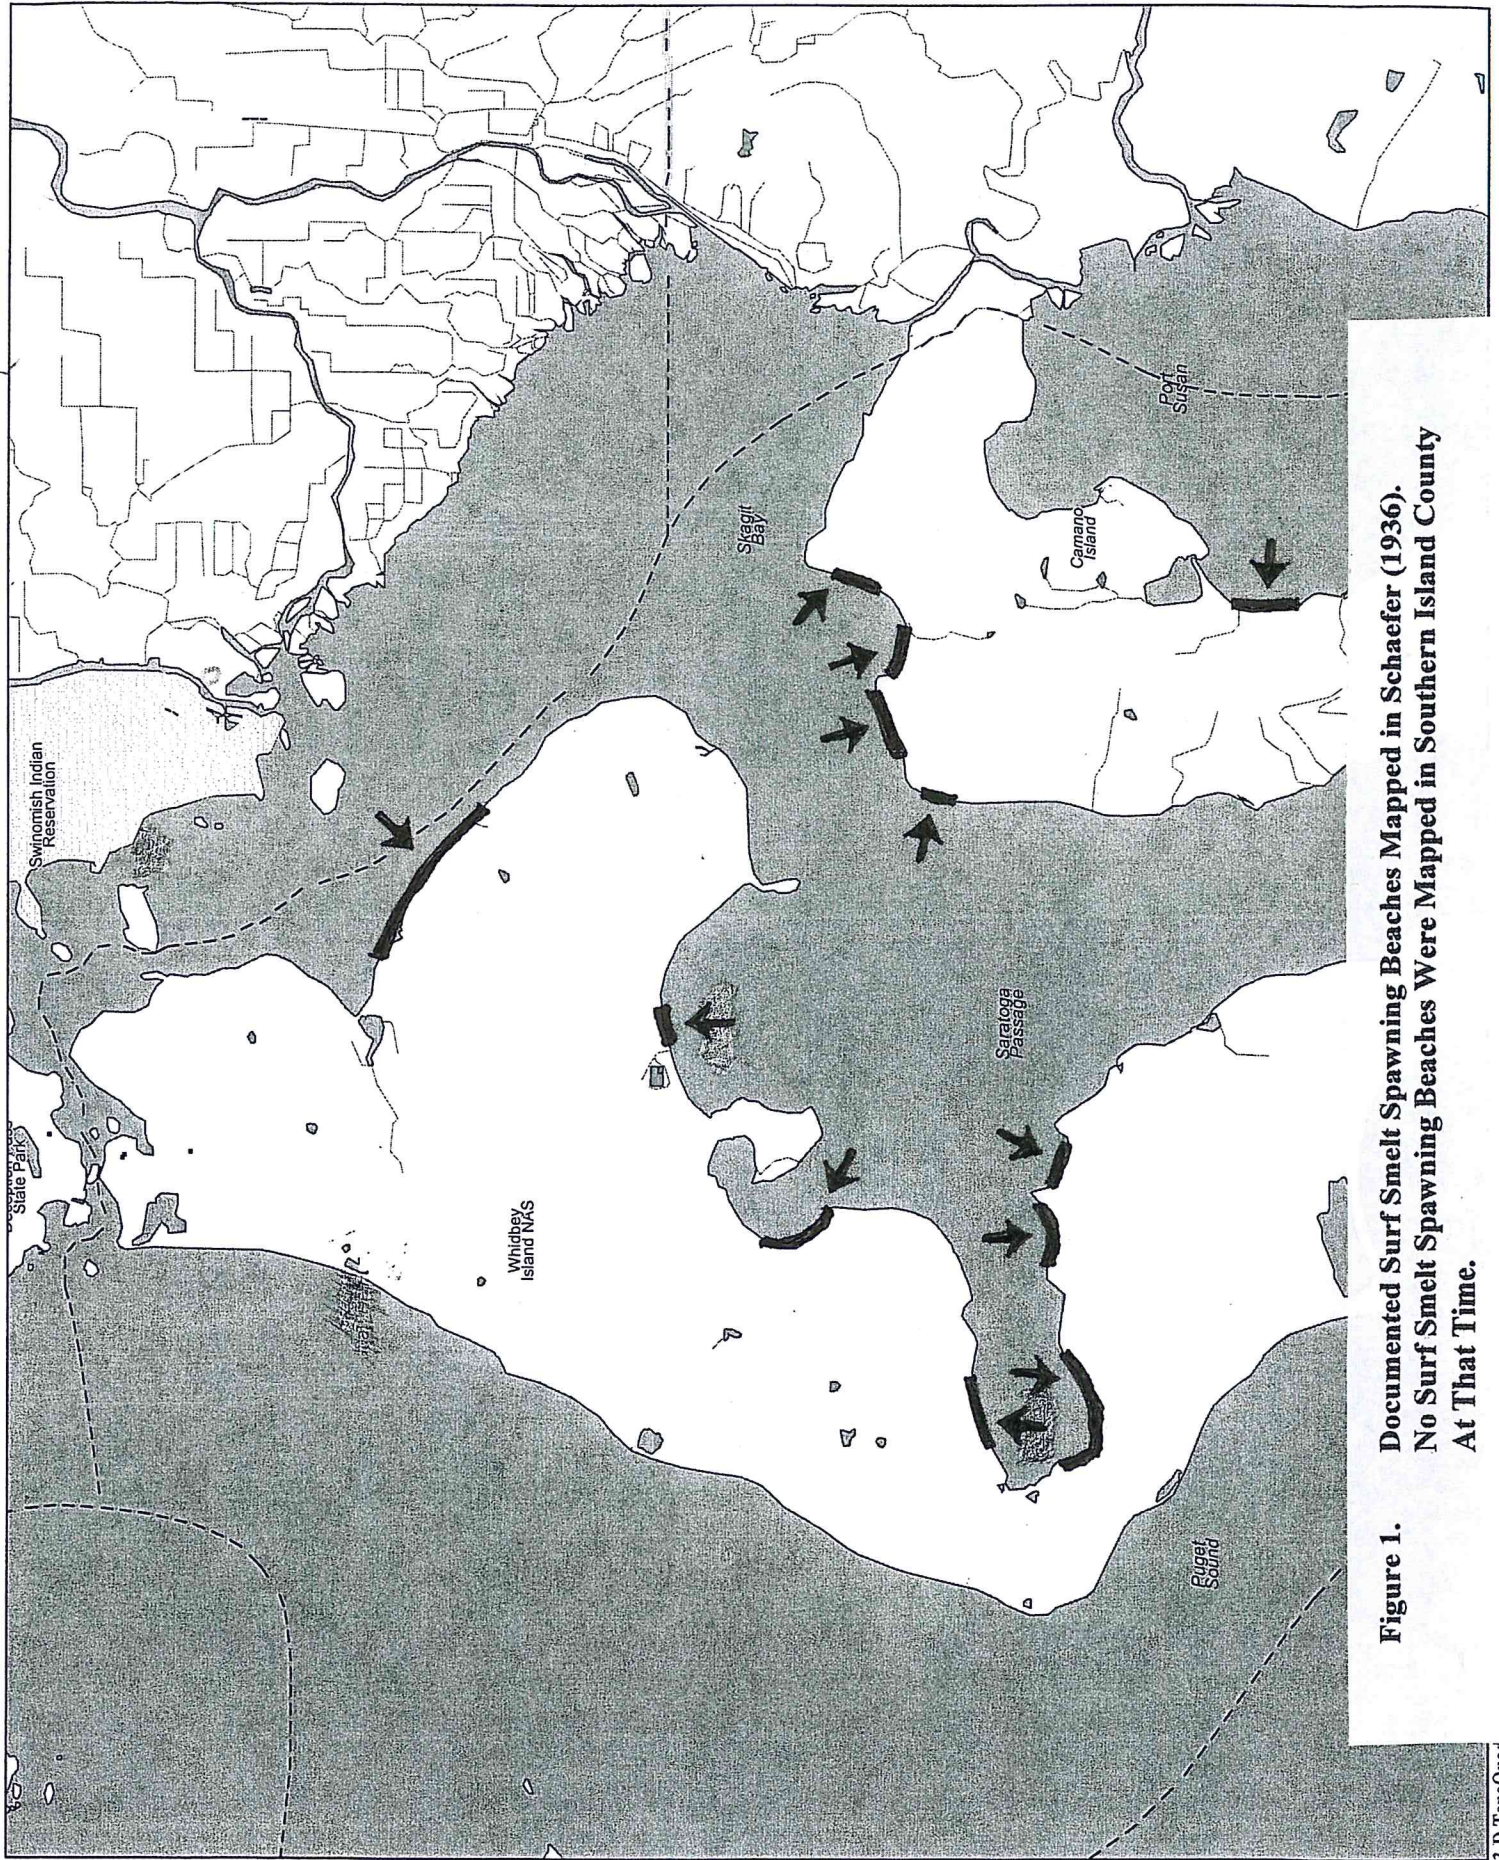 Swinomish Indian
Reservation
State Park
Skagit
Bay
Port
Susan
Camano
Island
Whidbey
Island NAS
Saratoga
Passage
Puget
Sound
Figure 1. Documented Surf Smelt Spawning Beaches Mapped in Schaefer (1936).
No Surf Smelt Spawning Beaches Were Mapped in Southern Island County
At That Time.